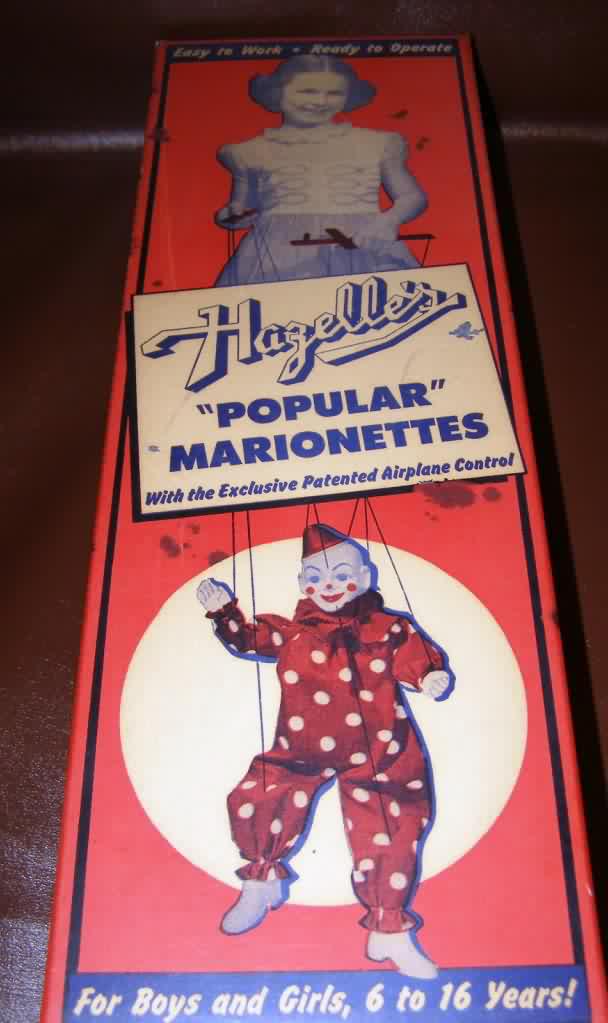 Easy to Work - Ready to Operate
Hazelle's
"POPULAR"
MARIONETTES
With the Exclusive Patented Airplane Control
For Boys and Girls, 6 to 16 Years!